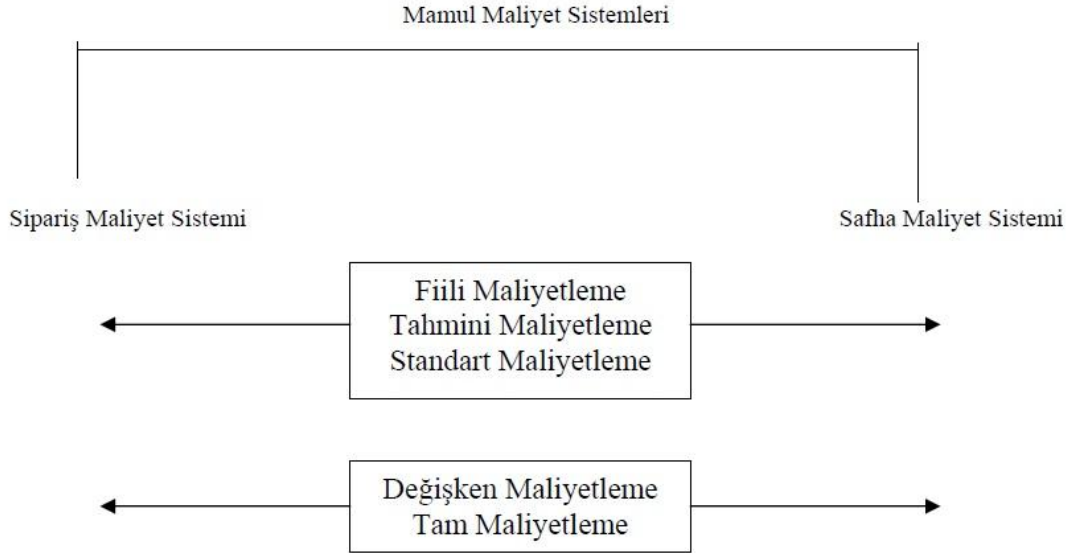 Mamul Maliyet Sistemleri
Sipariş Maliyet Sistemi
Safha Maliyet Sistemi
Fiili Maliyetleme
Tahmini Maliyetleme
Standart Maliyetleme
Değişken Maliyetleme
Tam Maliyetleme